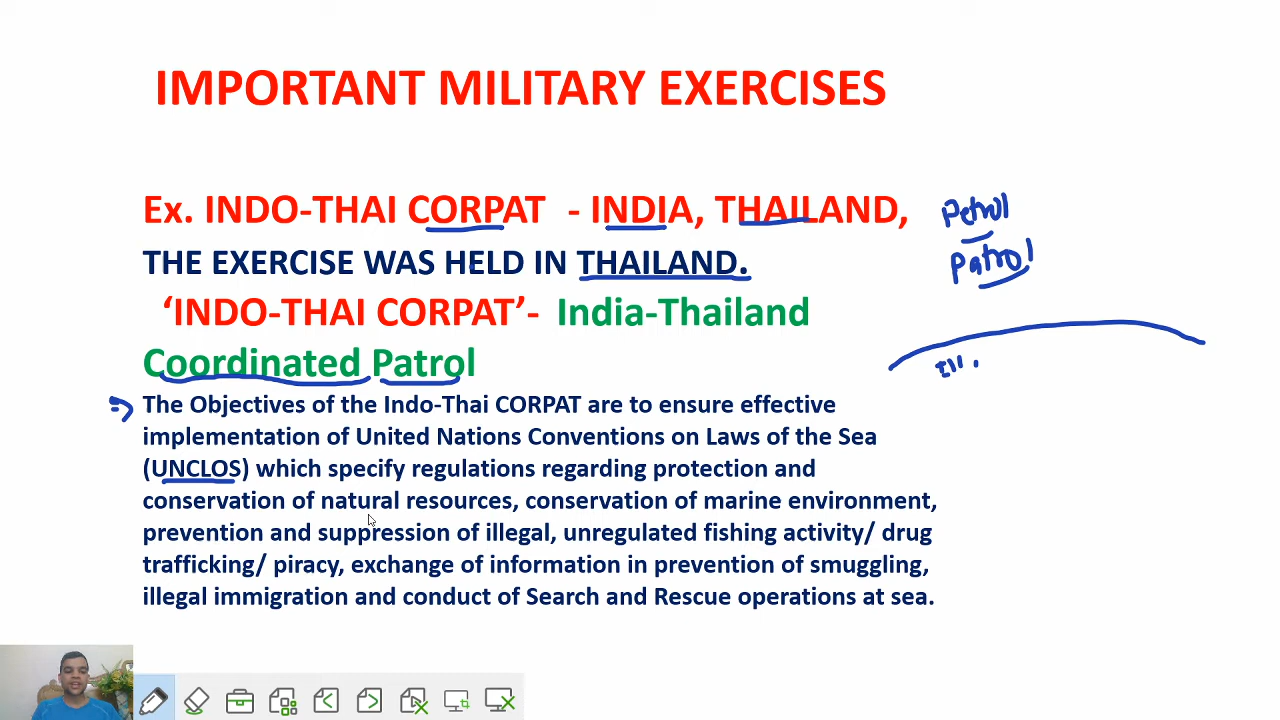 IMPORTANT MILITARY EXERCISES
Ex. INDO-THAI CORPAT - INDIA, THAILAND,
Petrol
THE EXERCISE WAS HELD IN THAILAND.
Patrol
‘INDO-THAI CORPAT’- India-Thailand
Coordinated Patrol
The Objectives of the Indo-Thai CORPAT are to ensure effective
implementation of United Nations Conventions on Laws of the Sea
(UNCLOS) which specify regulations regarding protection and
conservation of natural resources, conservation of marine environment,
prevention and suppression of illegal, unregulated fishing activity/ drug
trafficking/ piracy, exchange of information in prevention of smuggling,
illegal immigration and conduct of Search and Rescue operations at sea.